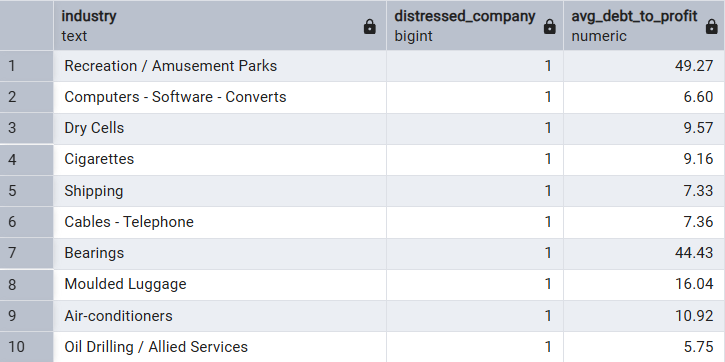 industry distressed_company avg_debt_to_profit
text bigint numeric
1 Recreation / Amusement Parks 1 49.27
2 Computers - Software - Converts 1 6.60
3 Dry Cells 1 9.57
4 Cigarettes 1 9.16
5 Shipping 1 7.33
6 Cables - Telephone 1 7.36
7 Bearings 1 44.43
8 Moulded Luggage 1 16.04
9 Air-conditioners 1 10.92
10 Oil Drilling / Allied Services 1 5.75